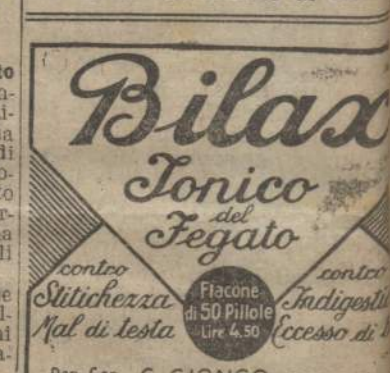 Bilax
Tonico
del
Fegato
contro
Stitichezza
Mal di testa
Flacone
di 50 Pillole
Lire 4.50
contro
Indigesti
Eccesso di